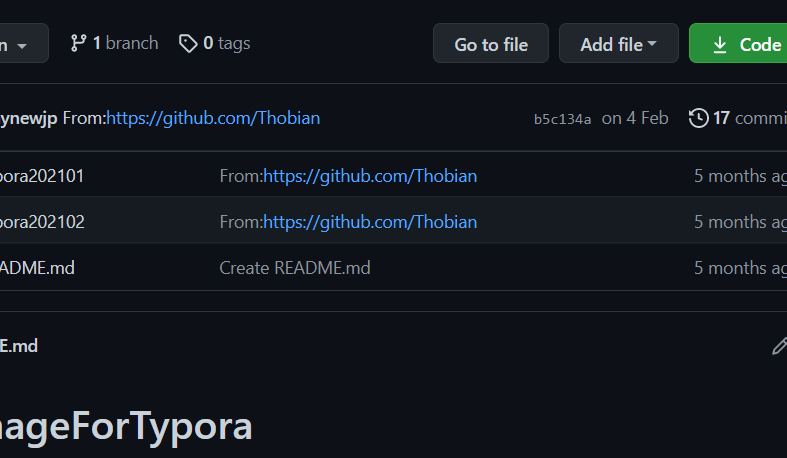 n 1 branch 0 tags Go to file Add file Code
ynewjp From:https://github.com/Thobian b5c134a on 4 Feb 17 commi
pora202101 From:https://github.com/Thobian 5 months ag
pora202102 From:https://github.com/Thobian 5 months ag
ADME.md Create README.md 5 months ag
E.md
nageForTypora